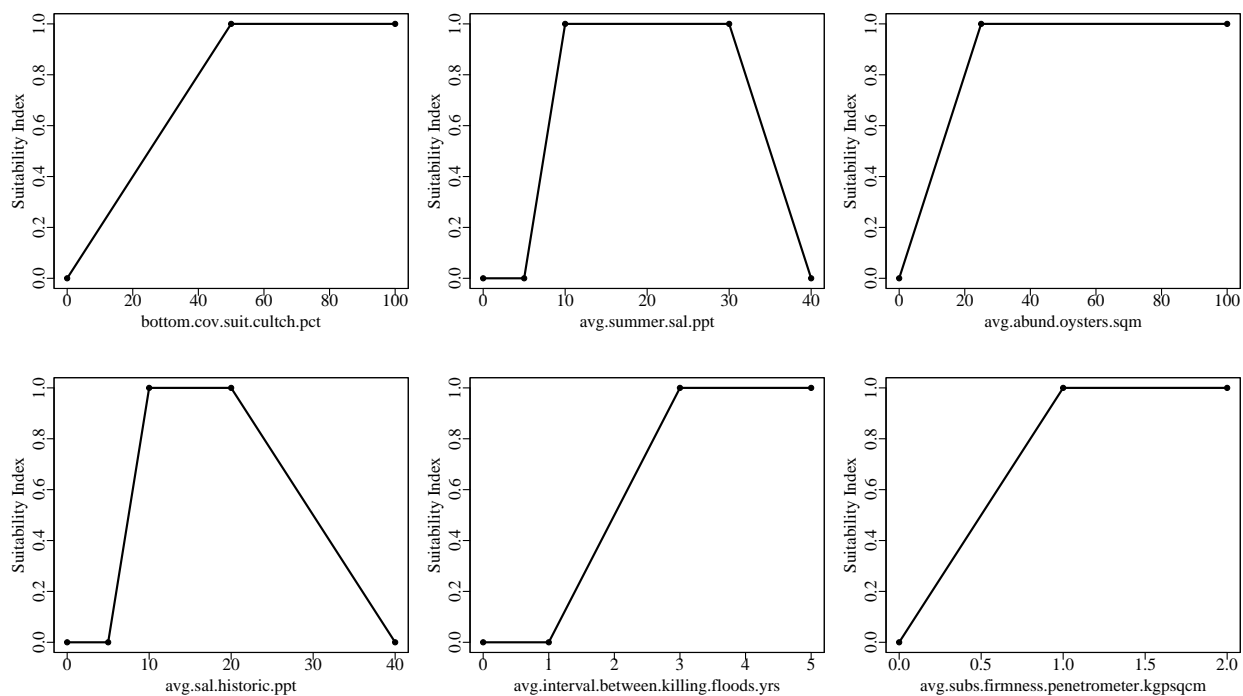 Suitability Index
0.0 0.2 0.4 0.6 0.8 1.0
0 20 40 60 80 100
bottom.cov.suit.cultch.pct
Suitability Index
0.0 0.2 0.4 0.6 0.8 1.0
0 10 20 30 40
avg.summer.sal.ppt
Suitability Index
0.0 0.2 0.4 0.6 0.8 1.0
0 20 40 60 80 100
avg.abund.oysters.sqm
Suitability Index
0.0 0.2 0.4 0.6 0.8 1.0
0 10 20 30 40
avg.sal.historic.ppt
Suitability Index
0.0 0.2 0.4 0.6 0.8 1.0
0 1 2 3 4 5
avg.interval.between.killing.floods.yrs
Suitability Index
0.0 0.2 0.4 0.6 0.8 1.0
0.0 0.5 1.0 1.5 2.0
avg.subs.firmness.penetrometer.kgpsqcm